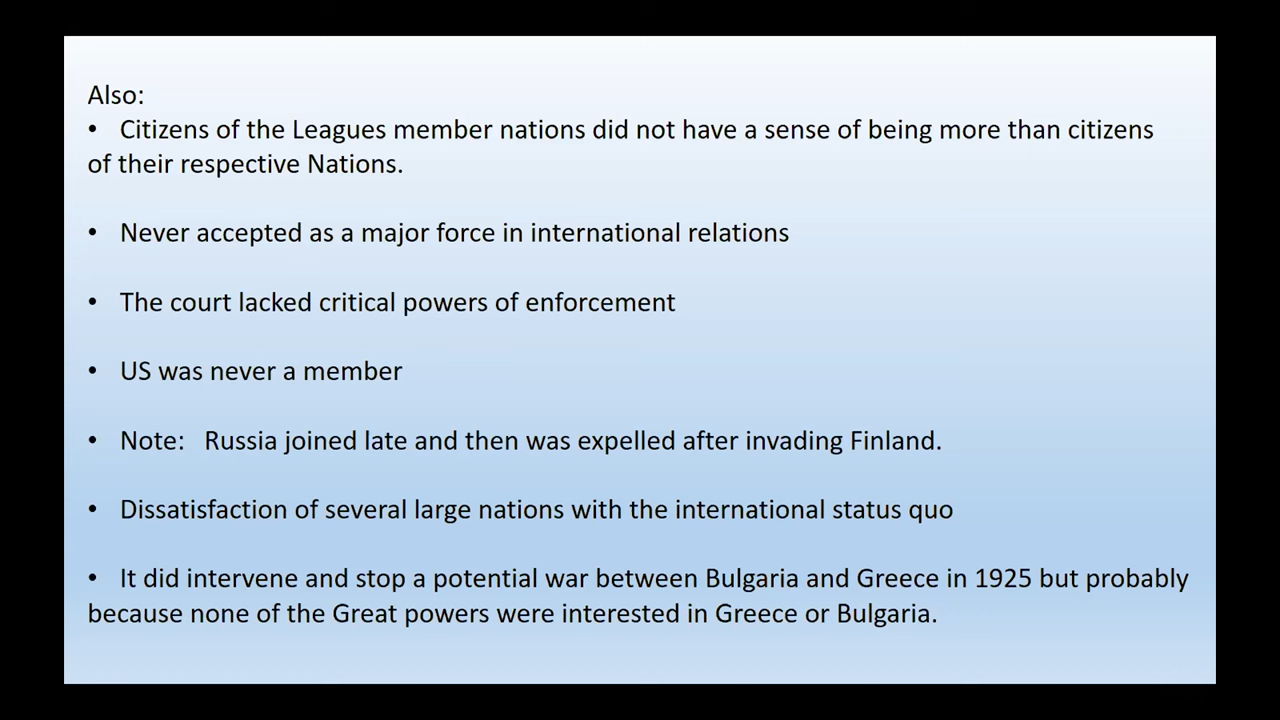 Also:
• Citizens of the Leagues member nations did not have a sense of being more than citizens
of their respective Nations.
• Never accepted as a major force in international relations
• The court lacked critical powers of enforcement
• US was never a member
• Note: Russia joined late and then was expelled after invading Finland.
• Dissatisfaction of several large nations with the international status quo
• It did intervene and stop a potential war between Bulgaria and Greece in 1925 but probably
because none of the Great powers were interested in Greece or Bulgaria.